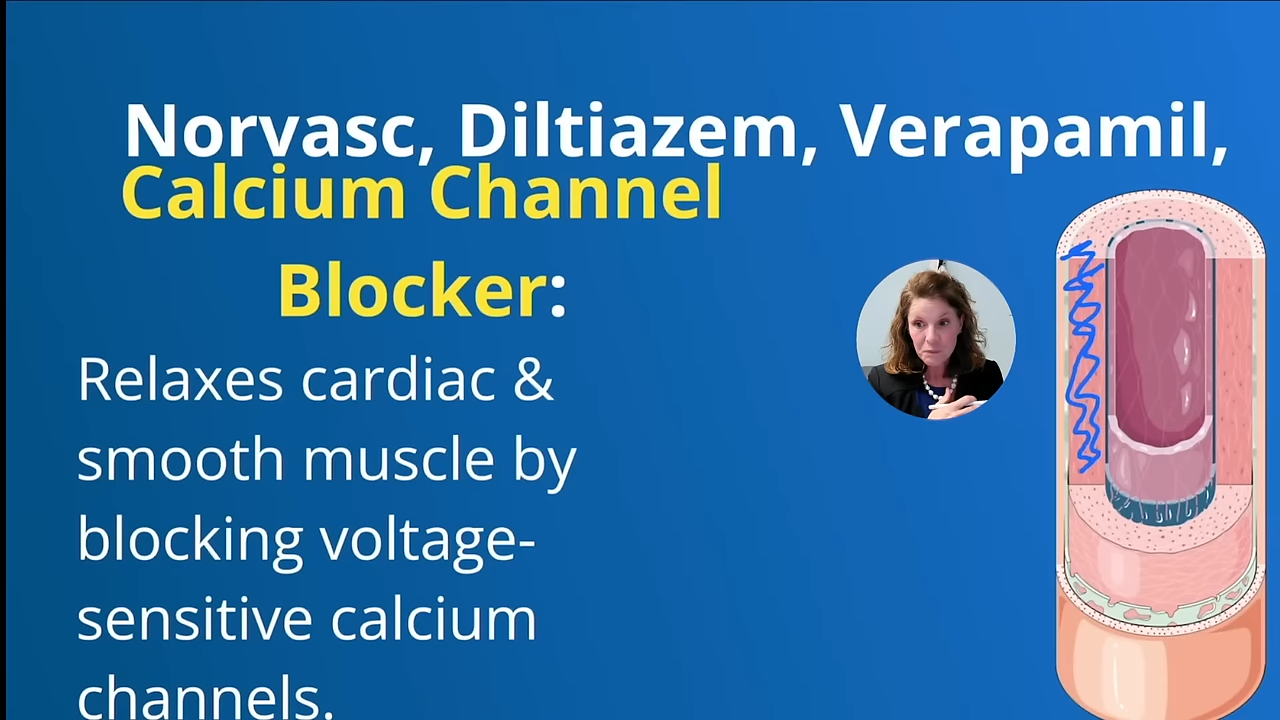 Norvasc, Diltiazem, Verapamil,
Calcium Channel
Blocker:
Relaxes cardiac &
smooth muscle by
blocking voltage-
sensitive calcium
channels.